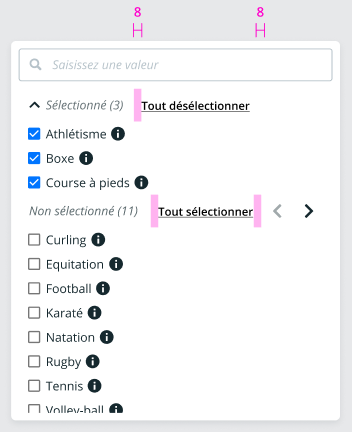 8 8
Saisissez une valeur
Sélectionné (3) Tout désélectionner
Athlétisme
Boxe
Course à pieds
Non sélectionné (11) Tout sélectionner
Curling
Equitation
Football
Karaté
Natation
Rugby
Tennis
Volley-ball